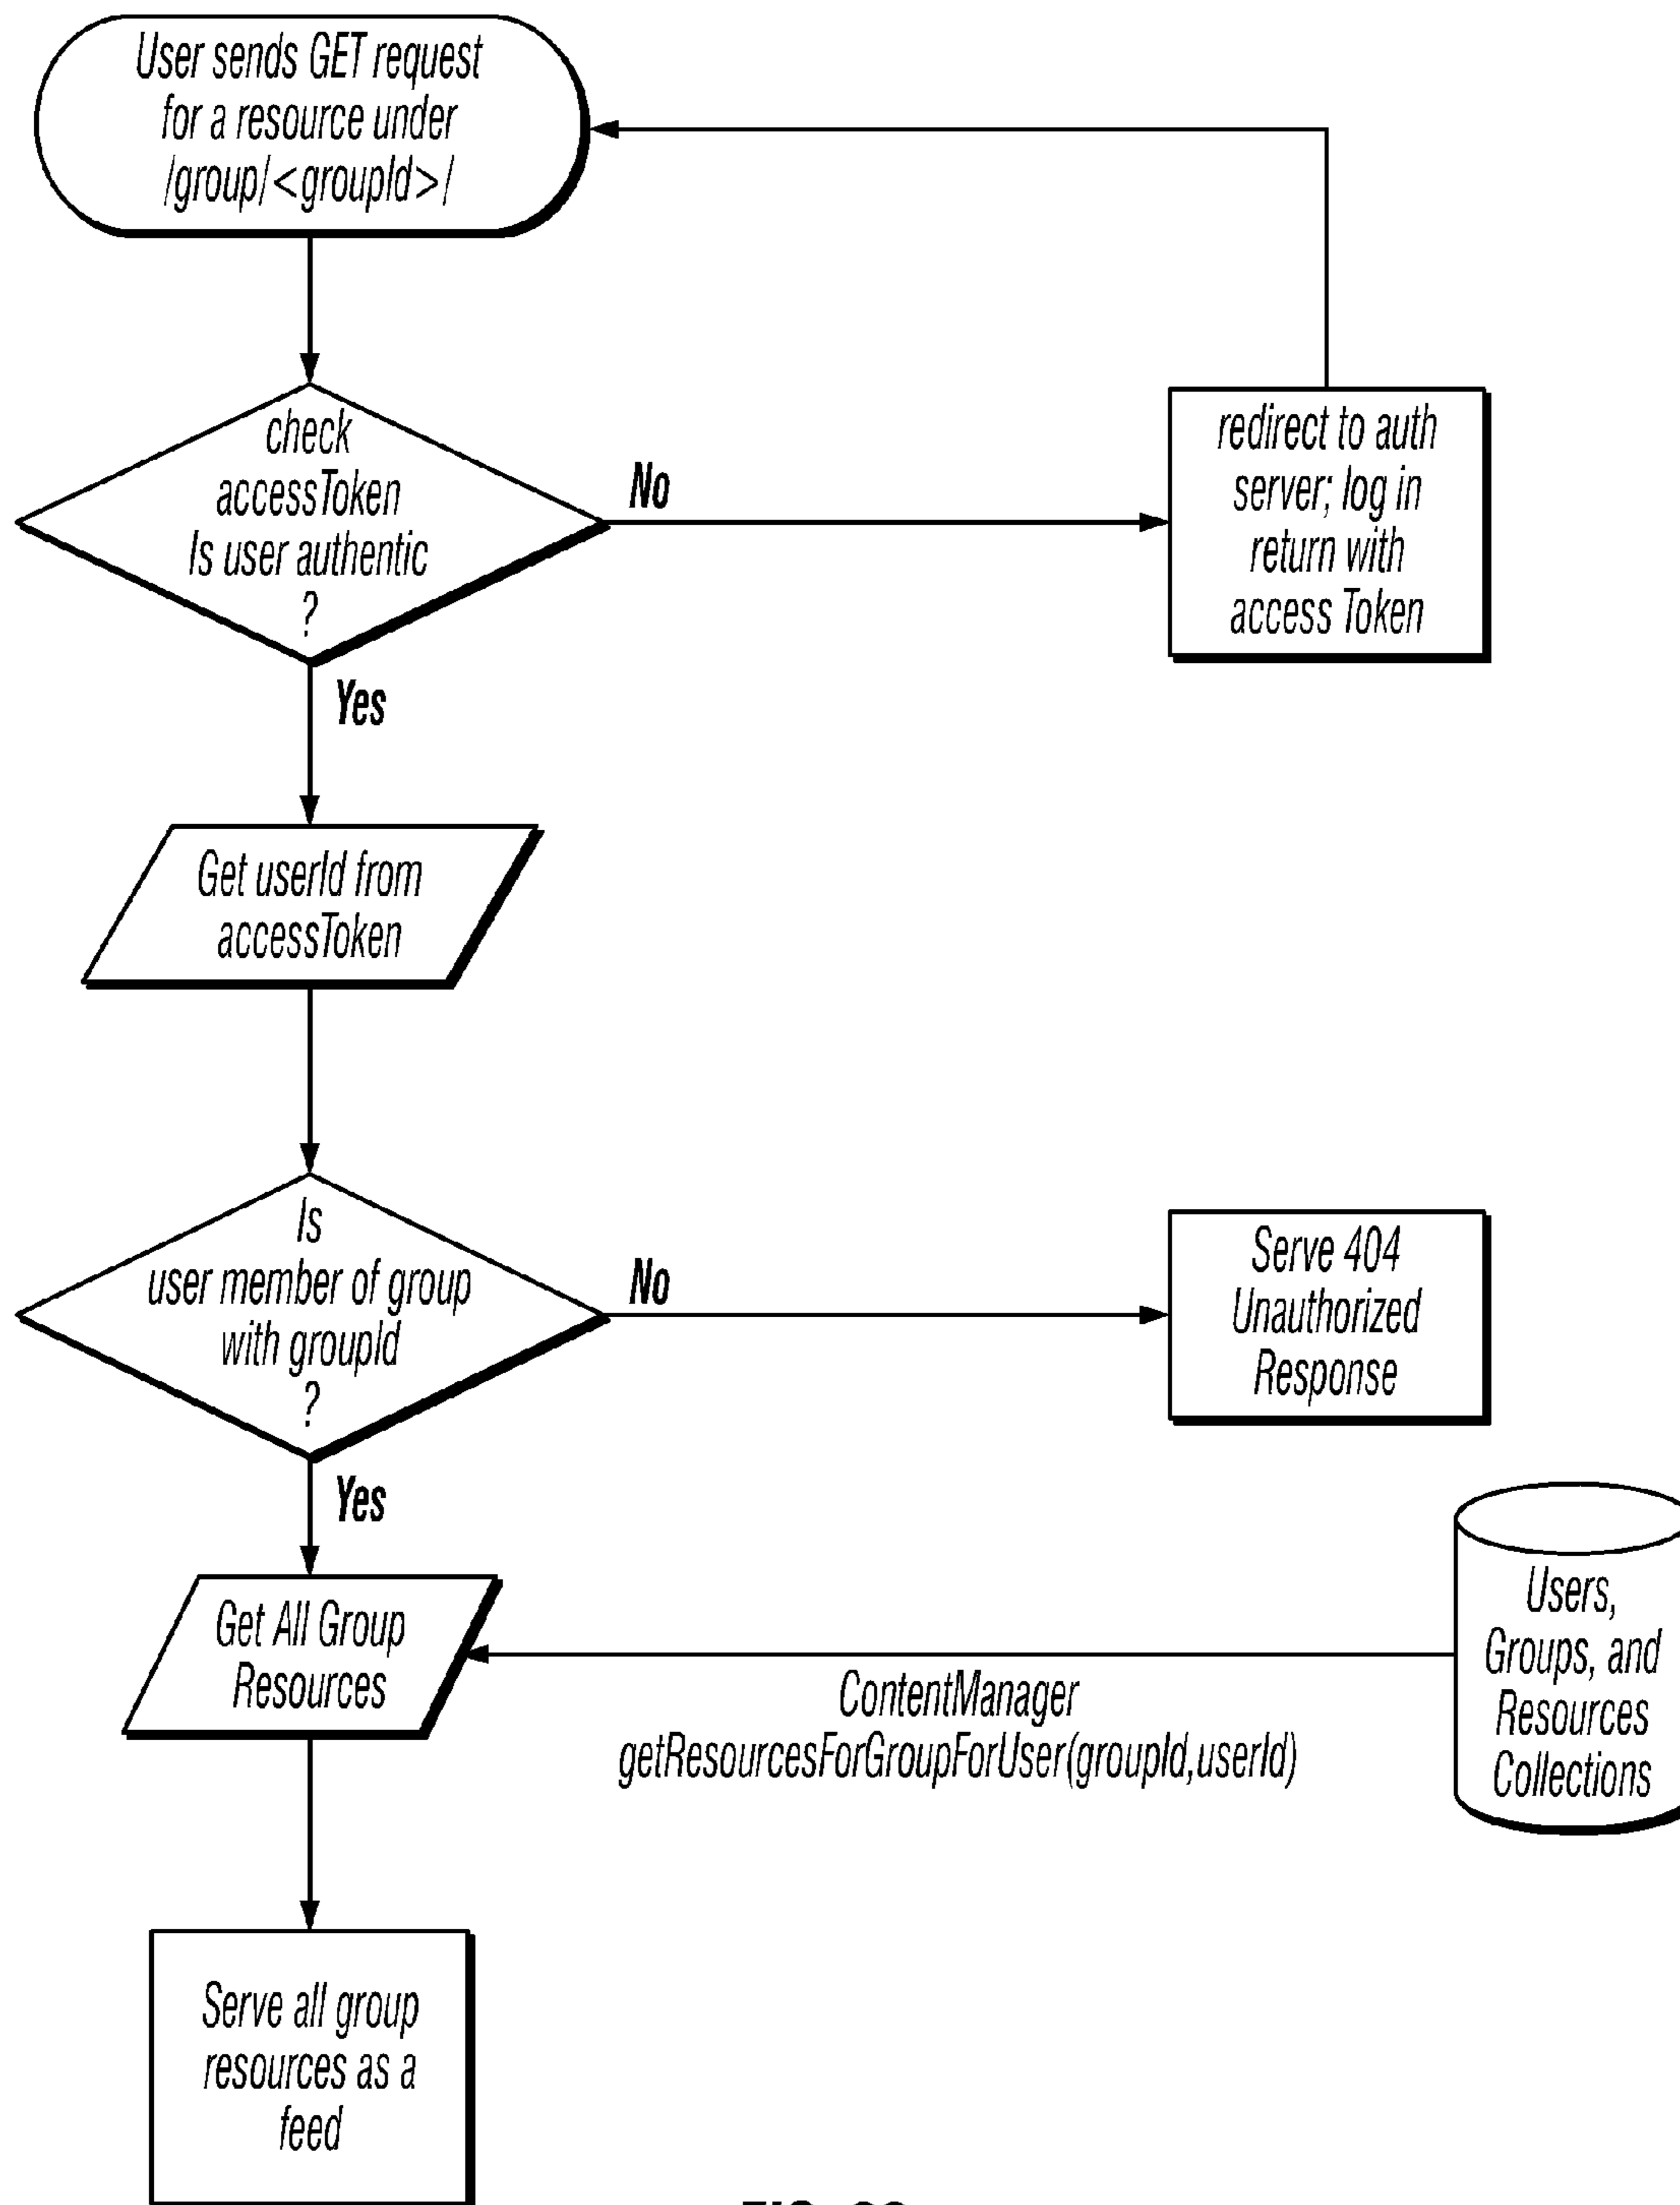 User sends GET request
for a resource under
/group/<groupId>/
check
accessToken
Is user authentic
?
No
redirect to auth
server; log in
return with
access Token
Yes
Get userId from
accessToken
Is
user member of group
with groupId
?
No
Serve 404
Unauthorized
Response
Yes
Get All Group
Resources
ContentManager
getResourcesForGroupForUser(groupId,userId)
Users,
Groups, and
Resources
Collections
Serve all group
resources as a
feed